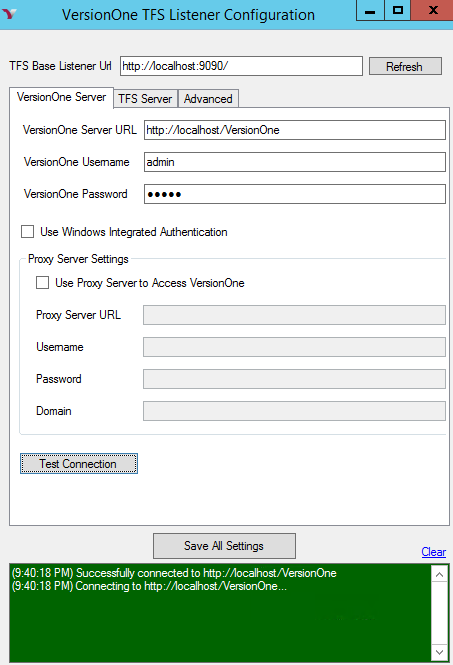 VersionOne TFS Listener Configuration
TFS Base Listener Url http://localhost:9090/ Refresh
VersionOne Server TFS Server Advanced
VersionOne Server URL http://localhost/VersionOne
VersionOne Username admin
VersionOne Password •••••
Use Windows Integrated Authentication
Proxy Server Settings
Use Proxy Server to Access VersionOne
Proxy Server URL
Username
Password
Domain
Test Connection
Save All Settings
Clear
(9:40:18 PM) Successfully connected to http://localhost/VersionOne
(9:40:18 PM) Connecting to http://localhost/VersionOne...